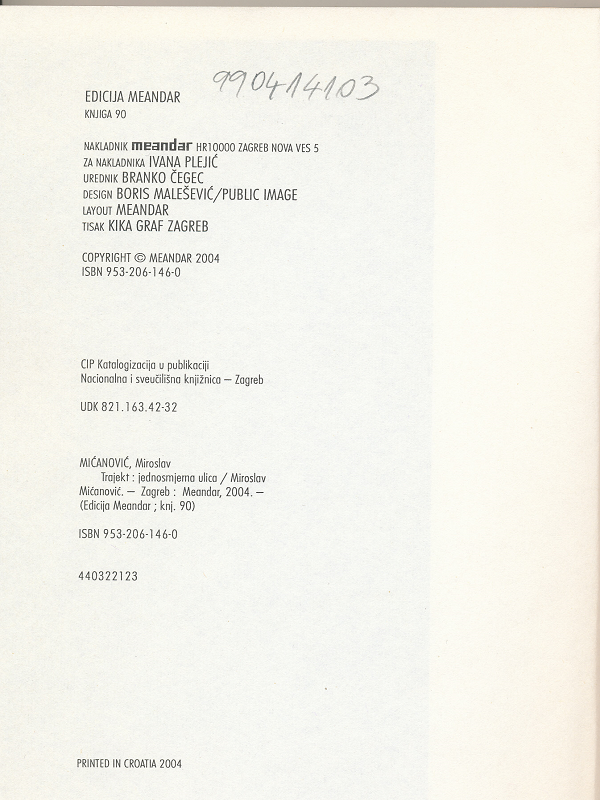 990414103
EDICIJA MEANDAR
KNJIGA 90
NAKLADNIK meandar HR10000 ZAGREB NOVA VES 5
ZA NAKLADNIKA IVANA PLEJIĆ
UREDNIK BRANKO ČEGEC
DESIGN BORIS MALEŠEVIĆ/PUBLIC IMAGE
LAYOUT MEANDAR
TISAK KIKA GRAF ZAGREB
COPYRIGHT © MEANDAR 2004
ISBN 953-206-146-0
CIP Katalogizacija u publikaciji
Nacionalna i sveučilišna knjižnica – Zagreb
UDK 821.163.42-32
MIĆANOVIĆ, Miroslav
Trajekt : jednosmjerna ulica / Miroslav
Mićanović. – Zagreb : Meandar, 2004. –
(Edicija Meandar ; knj. 90)
ISBN 953-206-146-0
440322123
PRINTED IN CROATIA 2004